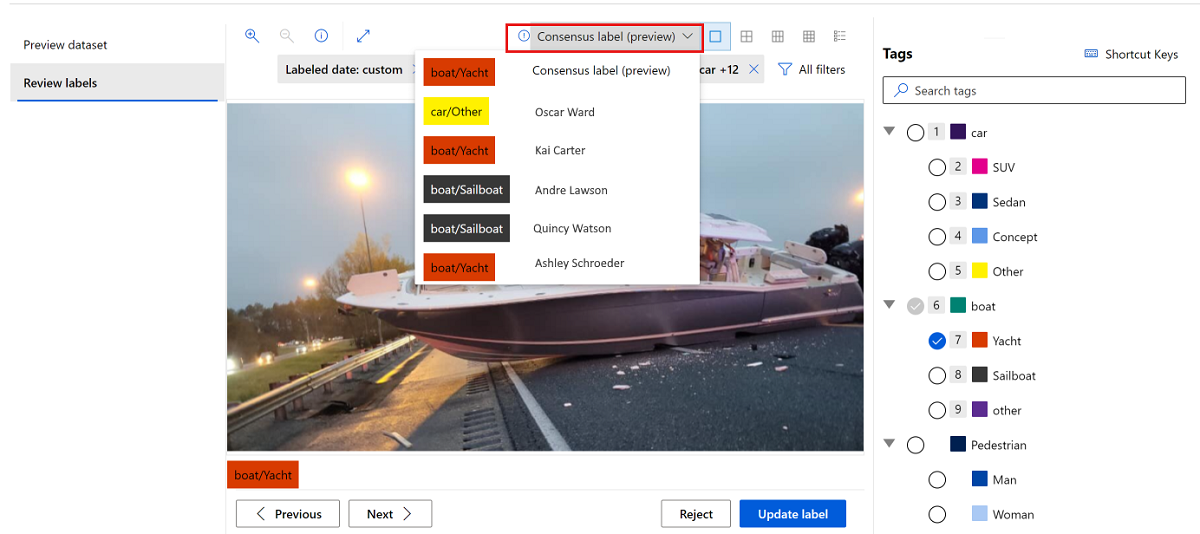 Preview dataset
Review labels
Consensus label (preview)
Labeled date: custom
car +12
All filters
boat/Yacht Consensus label (preview)
car/Other Oscar Ward
boat/Yacht Kai Carter
boat/Sailboat Andre Lawson
boat/Sailboat Quincy Watson
boat/Yacht Ashley Schroeder
boat/Yacht
Previous
Next
Reject
Update label
Tags
Shortcut Keys
Search tags
1 car
2 SUV
3 Sedan
4 Concept
5 Other
6 boat
7 Yacht
8 Sailboat
9 other
Pedestrian
Man
Woman